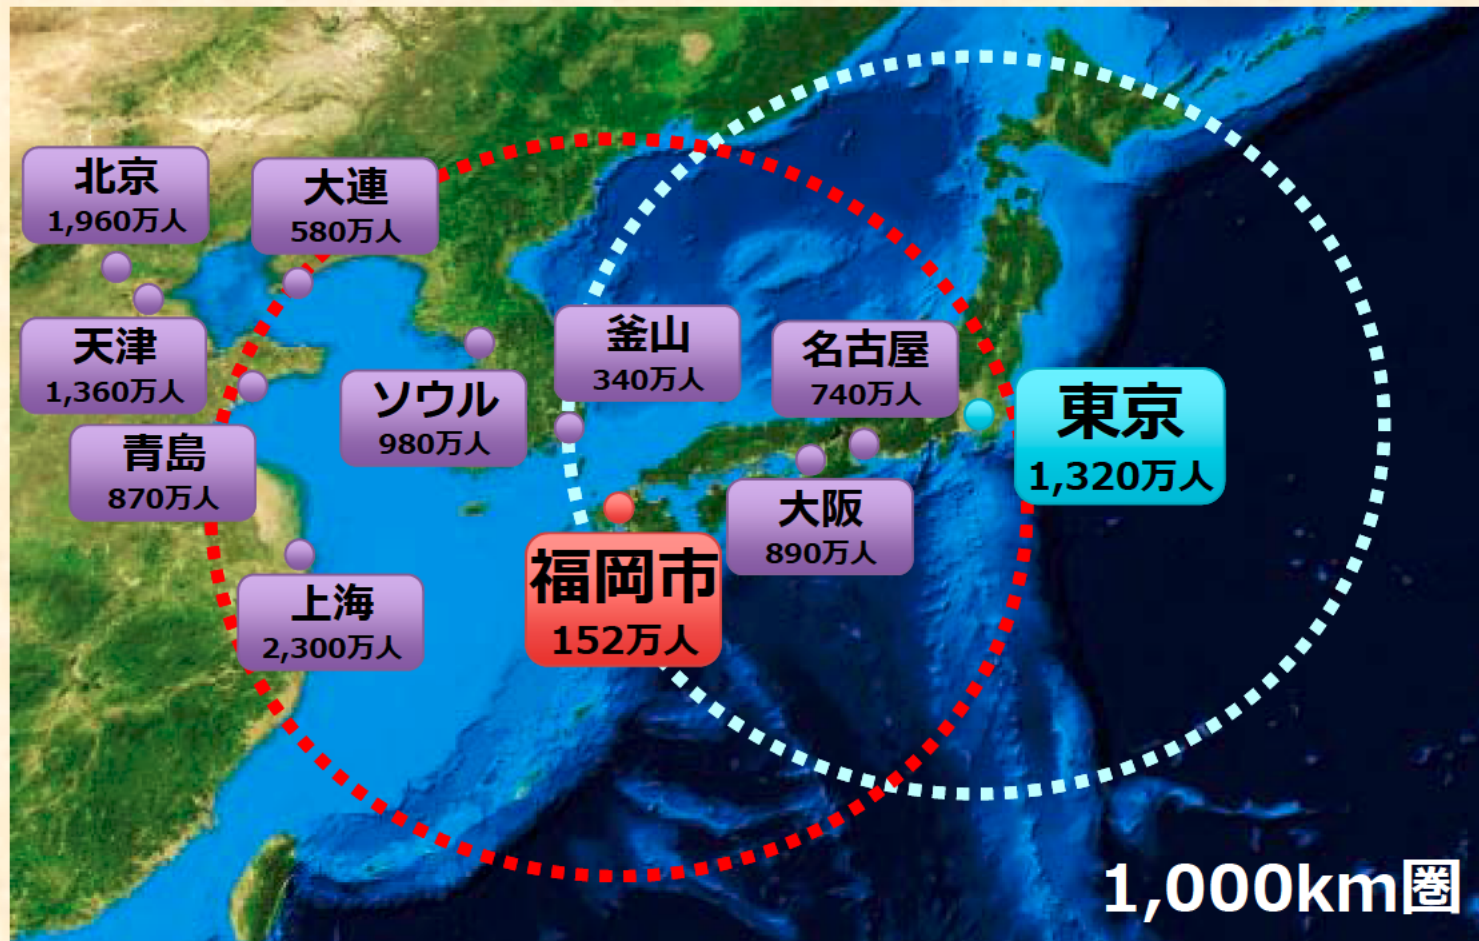 北京
1,960万人
大連
580万人
天津
1,360万人
青島
870万人
上海
2,300万人
ソウル
980万人
釜山
340万人
名古屋
740万人
大阪
890万人
東京
1,320万人
福岡市
152万人
1,000km圏